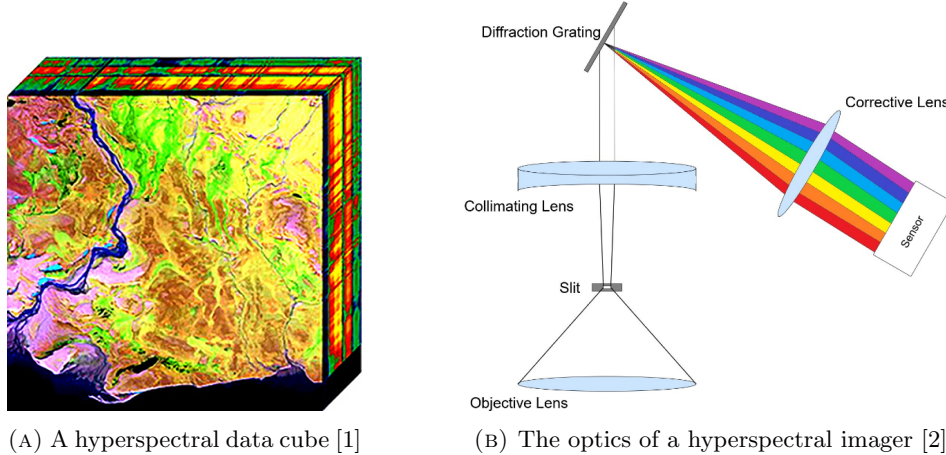 Diffraction Grating
Corrective Lens
Collimating Lens
Sensor
Slit
Objective Lens
(A) A hyperspectral data cube [1]
(B) The optics of a hyperspectral imager [2]